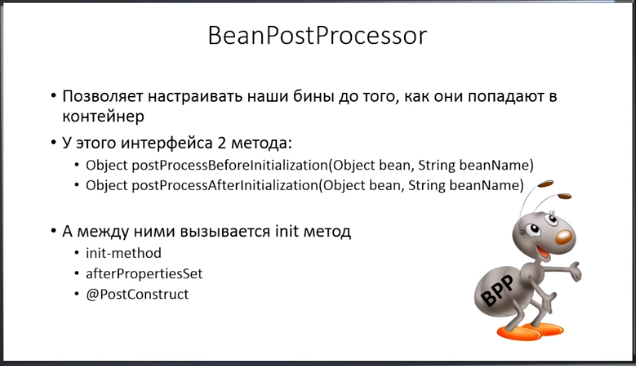 BeanPostProcessor
• Позволяет настраивать наши бины до того, как они попадают в
контейнер
• У этого интерфейса 2 метода:
• Object postProcessBeforeInitialization(Object bean, String beanName)
• Object postProcessAfterInitialization(Object bean, String beanName)
• А между ними вызывается init метод
• init-method
• afterPropertiesSet
• @PostConstruct
BPP